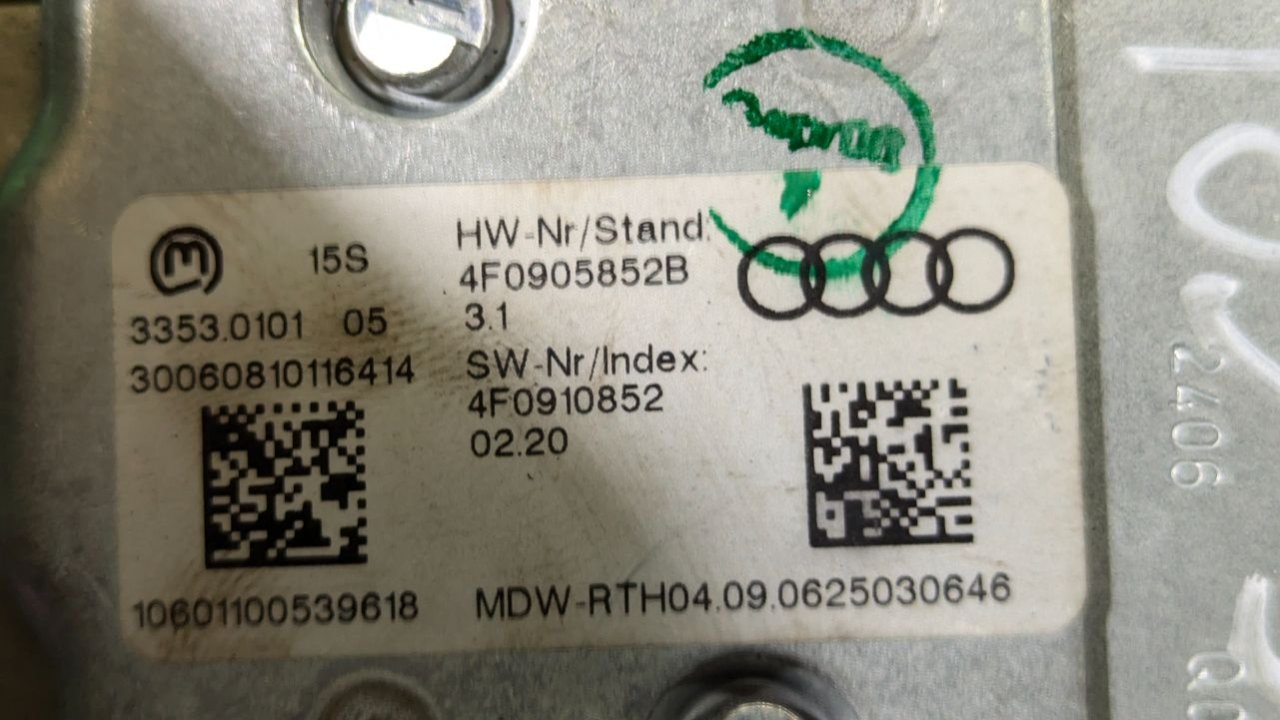 15S
3353.0101 05
30060810116414
HW-Nr/Stand:
4F0905852B
3.1
SW-Nr/Index:
4F0910852
02.20
10601100539618
MDW-RTH04.09.0625030646
2406